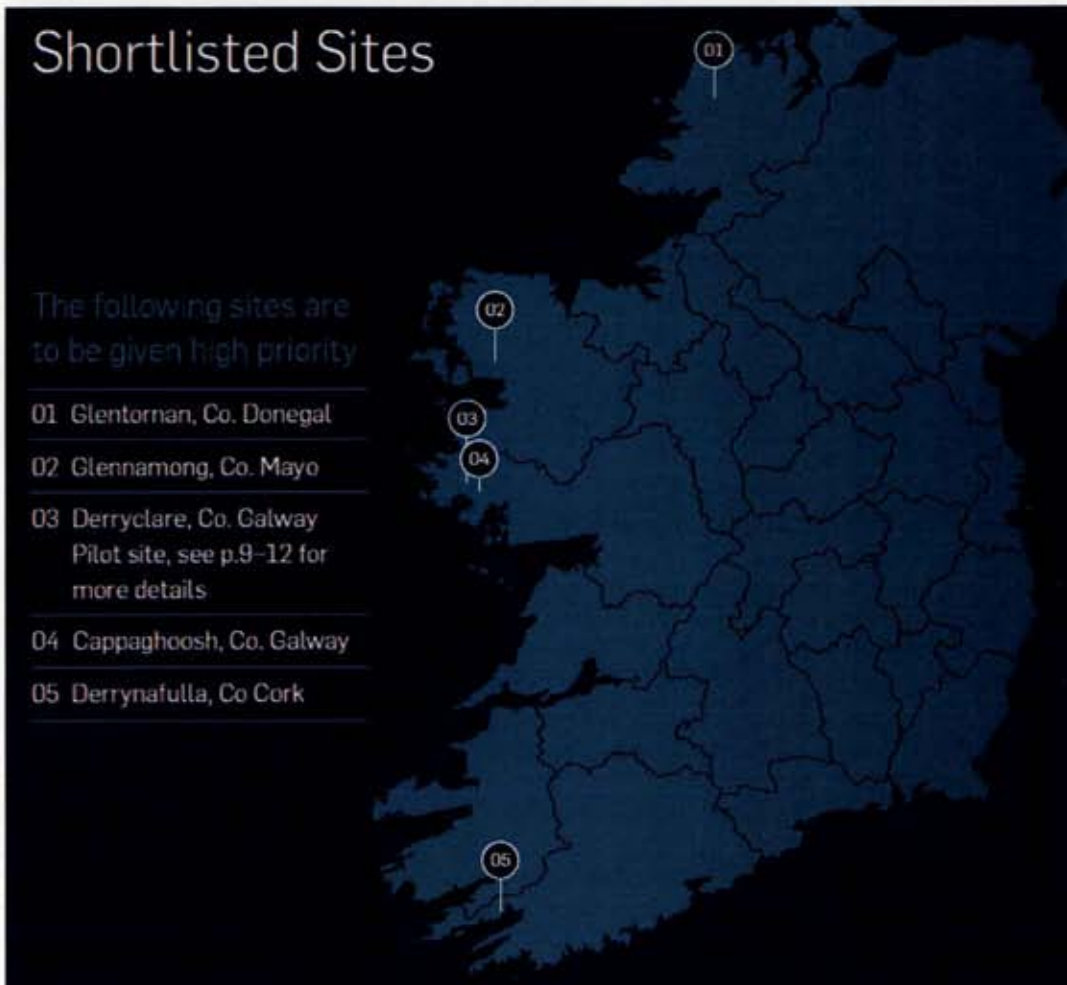 Shortlisted Sites
The following sites are
to be given high priority
01 Glentornan, Co. Donegal
02 Glennamong, Co. Mayo
03 Derryclare, Co. Galway
Pilot site, see p.9–12 for
more details
04 Cappaghoosh, Co. Galway
05 Derrynafulla, Co Cork
01
02
03
04
05